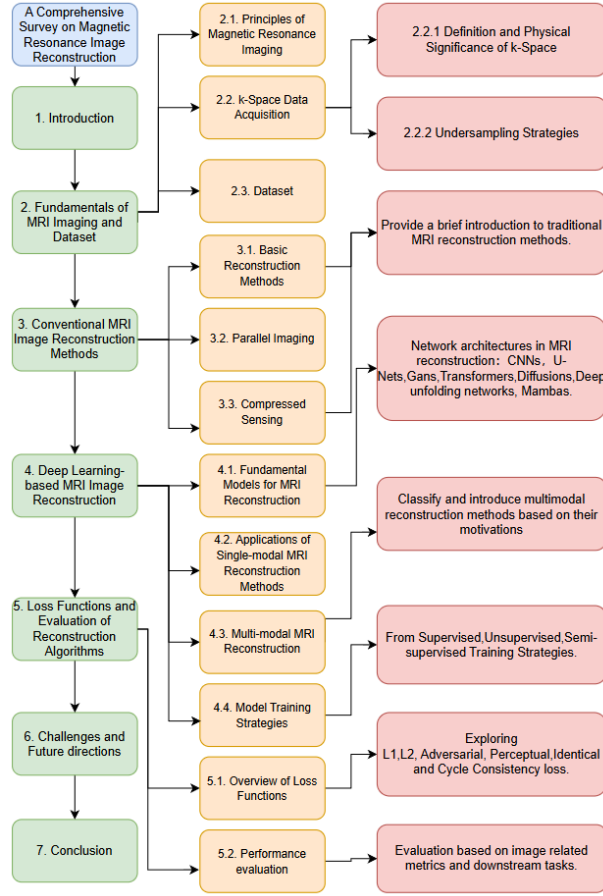 A Comprehensive
Survey on Magnetic
Resonance Image
Reconstruction
1. Introduction
2. Fundamentals of
MRI Imaging and
Dataset
3. Conventional MRI
Image Reconstruction
Methods
4. Deep Learning-
based MRI Image
Reconstruction
5. Loss Functions and
Evaluation of
Reconstruction
Algorithms
6. Challenges and
Future directions
7. Conclusion
2.1. Principles of
Magnetic Resonance
Imaging
2.2. k-Space Data
Acquisition
2.3. Dataset
3.1. Basic
Reconstruction
Methods
3.2. Parallel Imaging
3.3. Compressed
Sensing
4.1. Fundamental
Models for MRI
Reconstruction
4.2. Applications of
Single-modal MRI
Reconstruction
Methods
4.3. Multi-modal MRI
Reconstruction
4.4. Model Training
Strategies
5.1. Overview of Loss
Functions
5.2. Performance
evaluation
2.2.1 Definition and Physical
Significance of k-Space
2.2.2 Undersampling Strategies
Provide a brief introduction to traditional
MRI reconstruction methods.
Network architectures in MRI
reconstruction: CNNs, U-
Nets,Gans,Transformers,Diffusions,Deep
unfolding networks, Mambas.
Classify and introduce multimodal
reconstruction methods based on their
motivations
From Supervised,Unsupervised,Semi-
supervised Training Strategies.
Exploring
L1,L2, Adversarial, Perceptual,Identical
and Cycle Consistency loss.
Evaluation based on image related
metrics and downstream tasks.